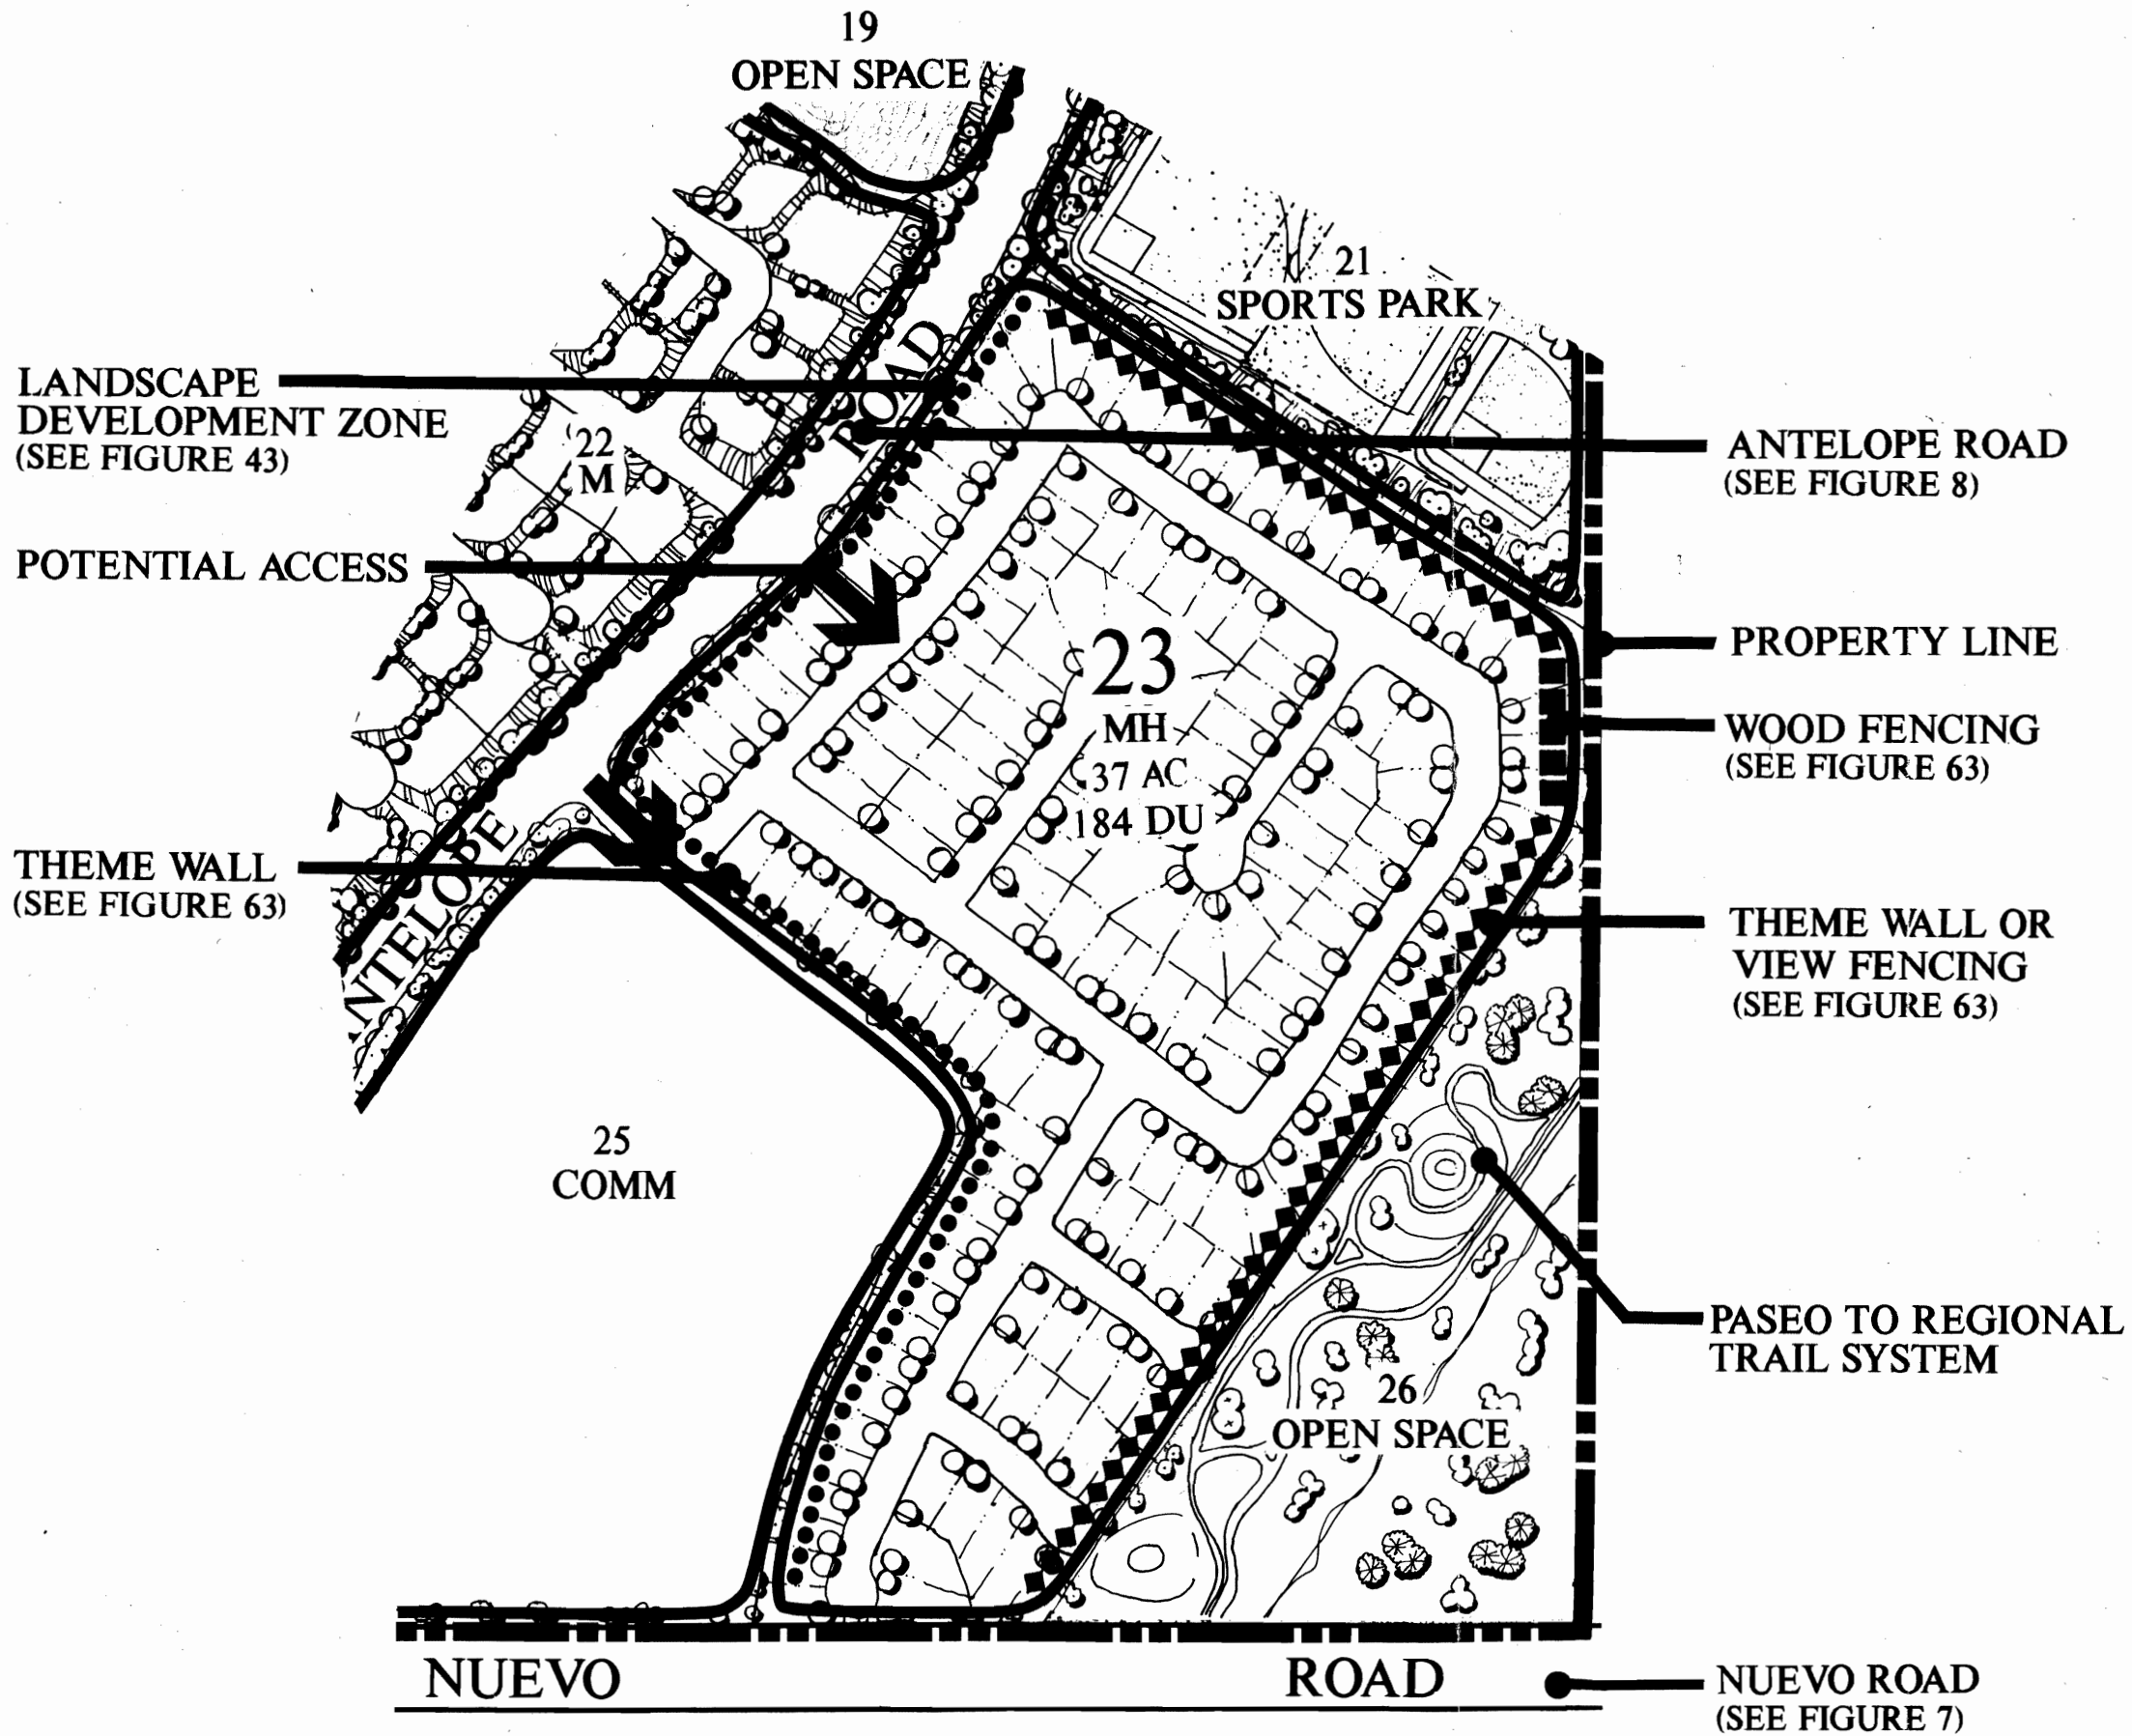 19
OPEN SPACE
21
SPORTS PARK
LANDSCAPE
DEVELOPMENT ZONE
(SEE FIGURE 43)
22
M
ROAD
ANTELOPE ROAD
(SEE FIGURE 8)
POTENTIAL ACCESS
PROPERTY LINE
23
MH
37 AC
184 DU
WOOD FENCING
(SEE FIGURE 63)
THEME WALL
(SEE FIGURE 63)
ANTELOPE
THEME WALL OR
VIEW FENCING
(SEE FIGURE 63)
25
COMM
PASEO TO REGIONAL
TRAIL SYSTEM
26
OPEN SPACE
NUEVO ROAD
NUEVO ROAD
(SEE FIGURE 7)